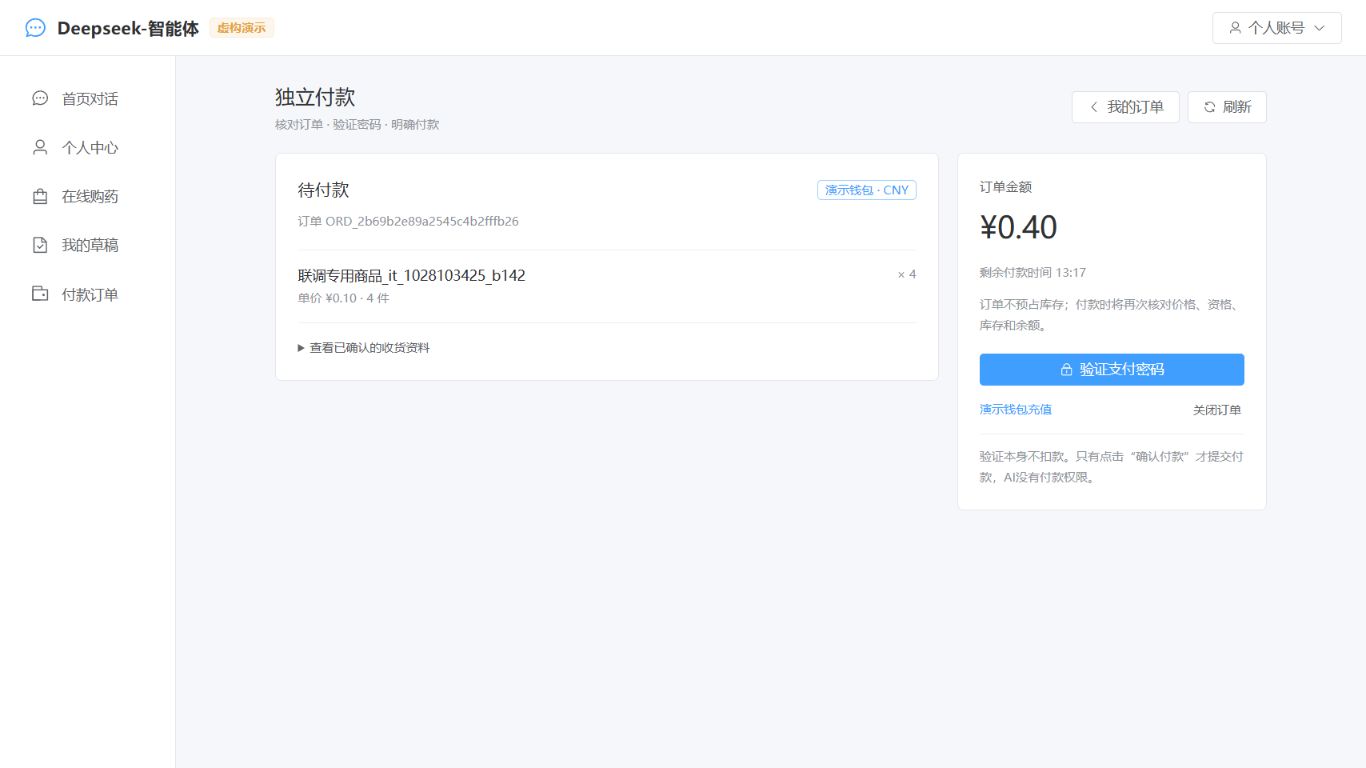 Deepseek-智能体 虚构演示
个人账号
首页对话
个人中心
在线购药
我的草稿
付款订单
独立付款
核对订单 · 验证密码 · 明确付款
我的订单
刷新
待付款
演示钱包 · CNY
订单 ORD_2b69b2e89a2545c4b2fffb26
联调专用商品_it_1028103425_b142
× 4
单价 ¥0.10 · 4 件
查看已确认的收货资料
订单金额
¥0.40
剩余付款时间 13:17
订单不预占库存；付款时将再次核对价格、资格、
库存和余额。
验证支付密码
演示钱包充值
关闭订单
验证本身不扣款。只有点击“确认付款”才提交付
款，AI没有付款权限。